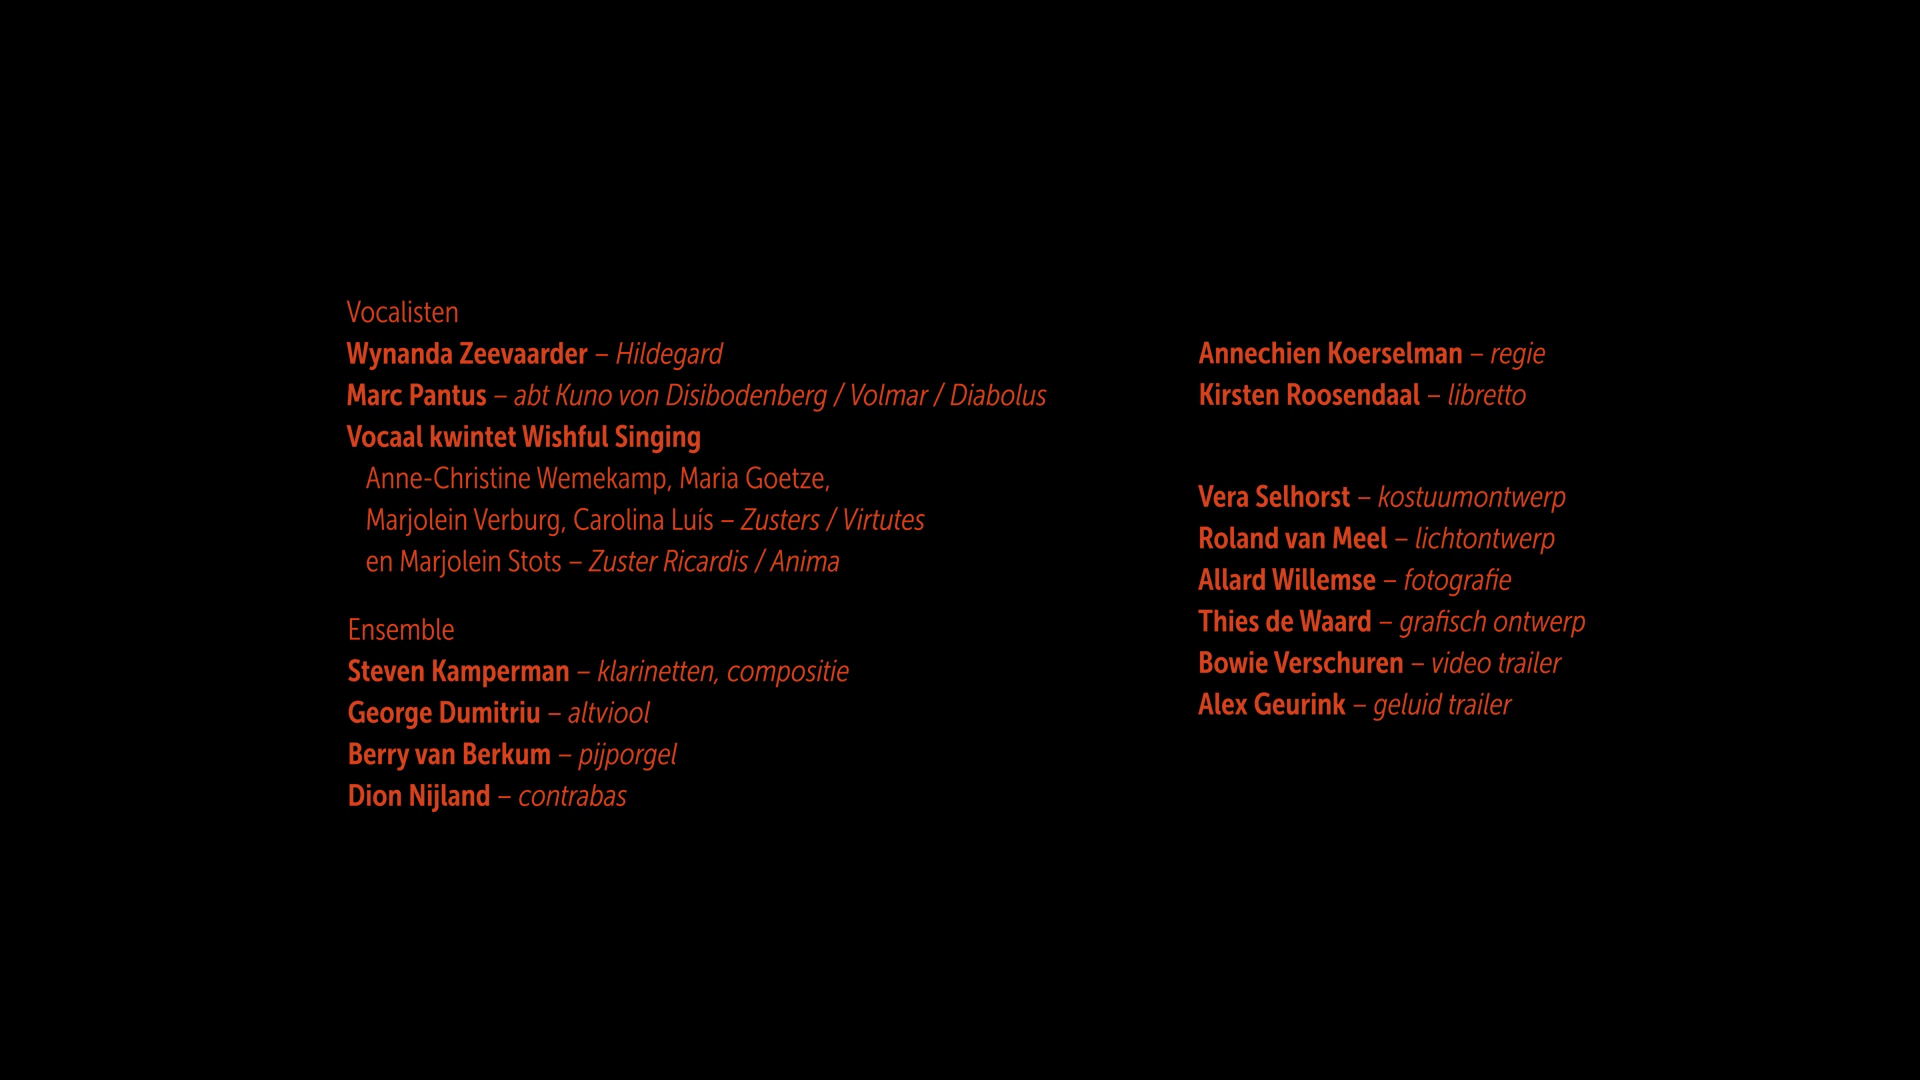 Vocalisten
Wynanda Zeevaarder – Hildegard
Marc Pantus – abt Kuno von Disibodenberg / Volmar / Diabolus
Vocaal kwintet Wishful Singing
Anne-Christine Wemekamp, Maria Goetze,
Marjolein Verburg, Carolina Luís – Zusters / Virtutes
en Marjolein Stots – Zuster Ricardis / Anima
Ensemble
Steven Kamperman – klarinetten, compositie
George Dumitriu – altviool
Berry van Berkum – pijporgel
Dion Nijland – contrabas
Annechien Koerselman – regie
Kirsten Roosendaal – libretto
Vera Selhorst – kostuumontwerp
Roland van Meel – lichtontwerp
Allard Willemse – fotografie
Thies de Waard – grafisch ontwerp
Bowie Verschuren – video trailer
Alex Geurink – geluid trailer